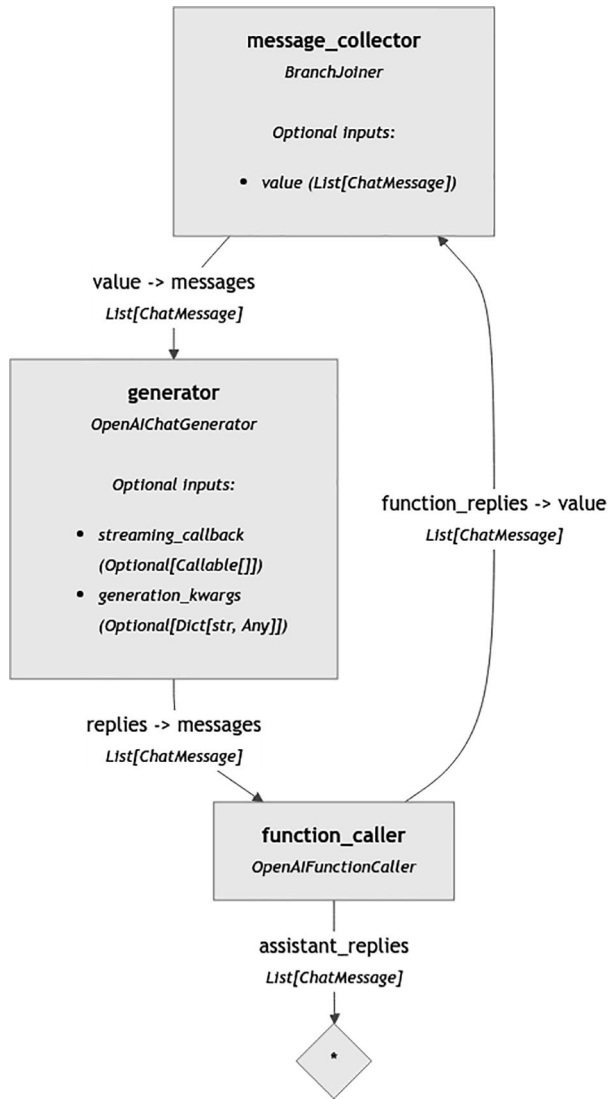 message_collector
BranchJoiner
Optional inputs:
• value (List[ChatMessage])
value -> messages
List[ChatMessage]
generator
OpenAIChatGenerator
Optional inputs:
• streaming_callback
(Optional[Callable[]])
• generation_kwargs
(Optional[Dict[str, Any]])
function_replies -> value
List[ChatMessage]
replies -> messages
List[ChatMessage]
function_caller
OpenAIFunctionCaller
assistant_replies
List[ChatMessage]
*